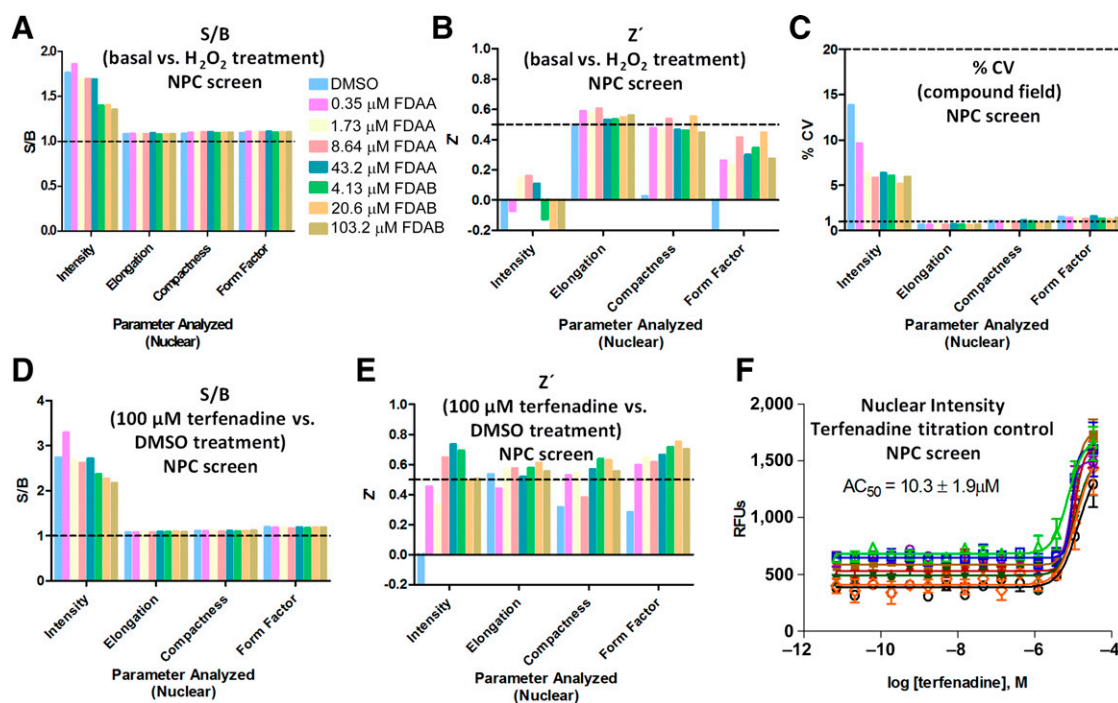 A
S/B
(basal vs. H₂O₂ treatment)
NPC screen
2.0
1.5
1.0
0.5
0.0
S/B
Intensity
Elongation
Compactness
Form Factor
Parameter Analyzed
(Nuclear)
DMSO
0.35 µM FDAA
1.73 µM FDAA
8.64 µM FDAA
43.2 µM FDAA
4.13 µM FDAB
20.6 µM FDAB
103.2 µM FDAB
B
Z´
(basal vs. H₂O₂ treatment)
NPC screen
1.0
0.8
0.6
0.4
0.2
0.0
-0.2
Z'
Intensity
Elongation
Compactness
Form Factor
Parameter Analyzed
(Nuclear)
C
% CV
(compound field)
NPC screen
20
15
10
5
1
0
% CV
Intensity
Elongation
Compactness
Form Factor
Parameter Analyzed
(Nuclear)
D
S/B
(100 µM terfenadine vs.
DMSO treatment)
NPC screen
4
3
2
1
0
S/B
Intensity
Elongation
Compactness
Form Factor
Parameter Analyzed
(Nuclear)
E
Z´
(100 µM terfenadine vs.
DMSO treatment)
NPC screen
1.0
0.8
0.6
0.4
0.2
0.0
-0.2
Z'
Intensity
Elongation
Compactness
Form Factor
Parameter Analyzed
(Nuclear)
F
Nuclear Intensity
Terfenadine titration control
NPC screen
AC₅₀ = 10.3 ± 1.9µM
2,000
1,500
1,000
500
0
RFUs
–12 –10 –8 –6 –4
log [terfenadine], M